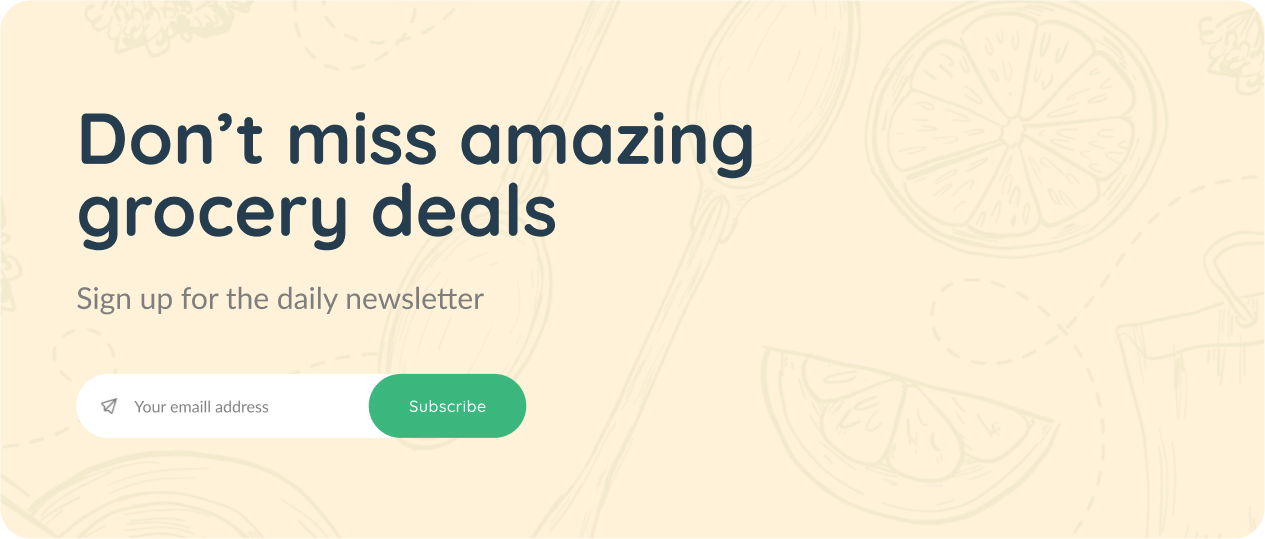 Don’t miss amazing
grocery deals
Sign up for the daily newsletter
Your emaill address
Subscribe